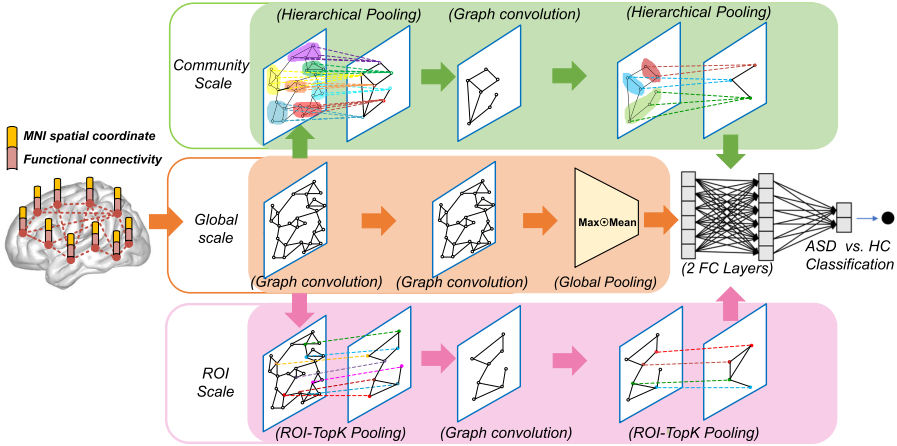 (Hierarchical Pooling)
(Graph convolution)
(Hierarchical Pooling)
Community
Scale
MNI spatial coordinate
Functional connectivity
Global
scale
Max⊙Mean
(Graph convolution)
(Graph convolution)
(Global Pooling)
(2 FC Layers)
ASD vs. HC
Classification
ROI
Scale
(ROI-TopK Pooling)
(Graph convolution)
(ROI-TopK Pooling)